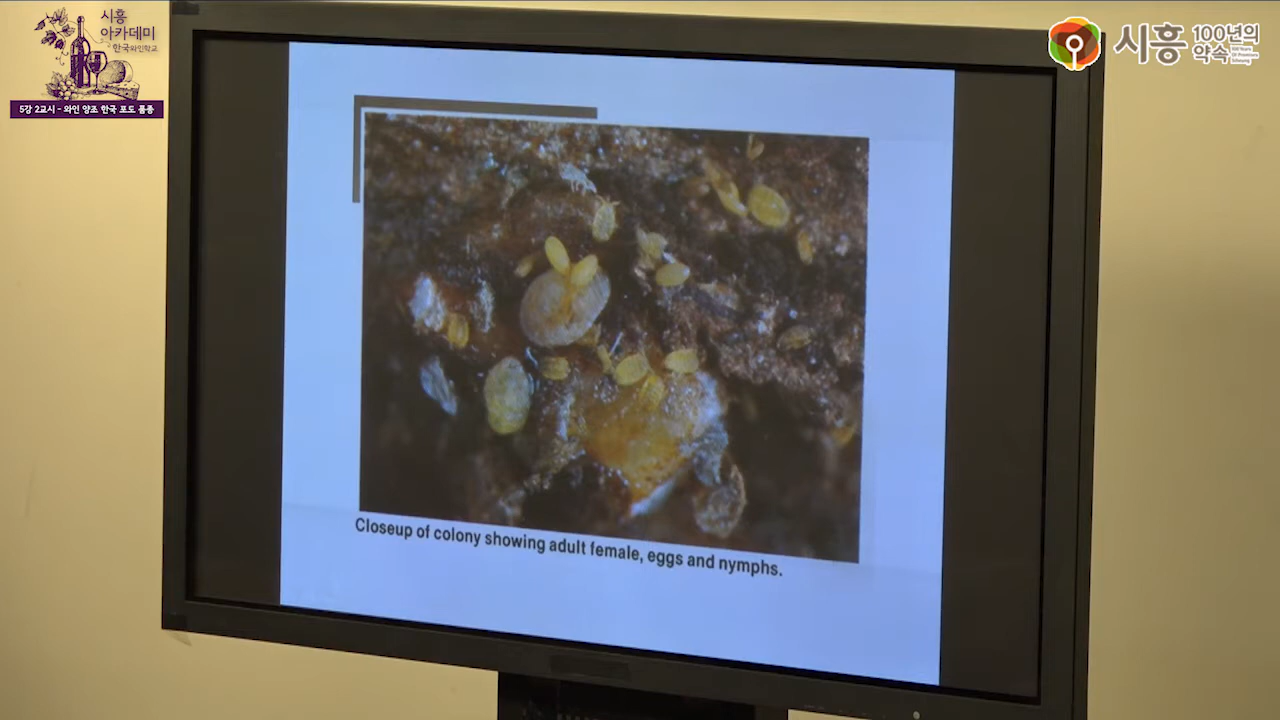 시흥
아카데미
한국와인학교
5강 2교시 - 와인 양조 한국 포도 품종
시흥 100년의
약속
Closeup of colony showing adult female, eggs and nymphs.